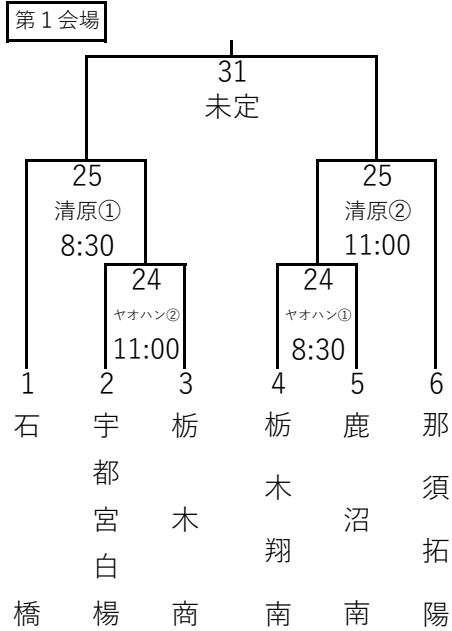 第1会場
31
未定
25
清原①
8:30
25
清原②
11:00
24
ヤオハン②
11:00
24
ヤオハン①
8:30
1
2
3
4
5
6
石橋
宇都宮白楊
栃木商
栃木翔南
鹿沼南
那須拓陽